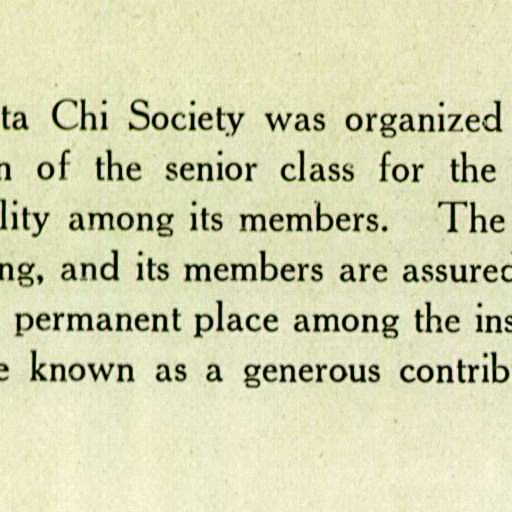 ta Chi Society was organized
n of the senior class for the
lity among its members. The
ng, and its members are assured
permanent place among the ins
e known as a generous contrib